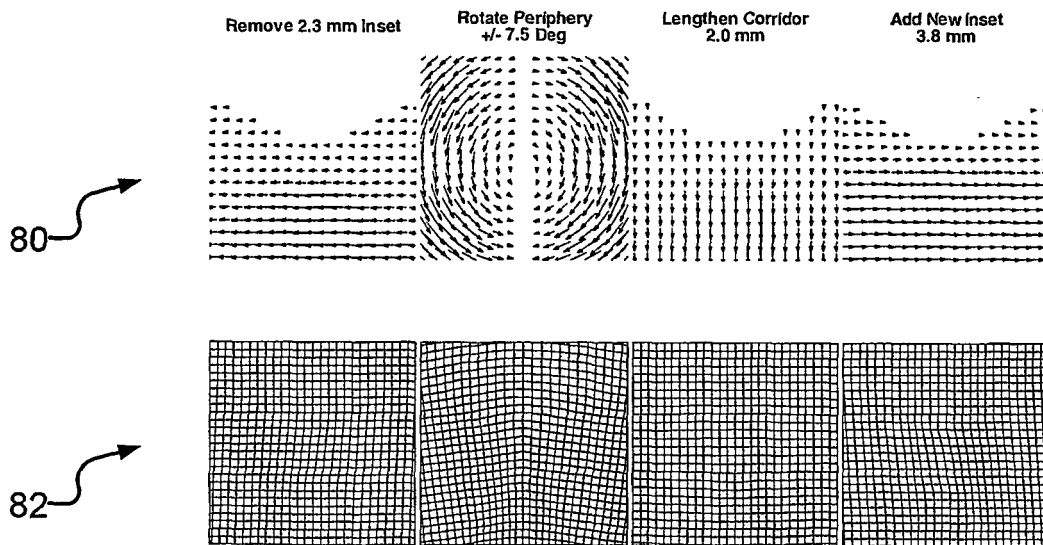 Remove 2.3 mm Inset
Rotate Periphery
+/- 7.5 Deg
Lengthen Corridor
2.0 mm
Add New Inset
3.8 mm
80
82